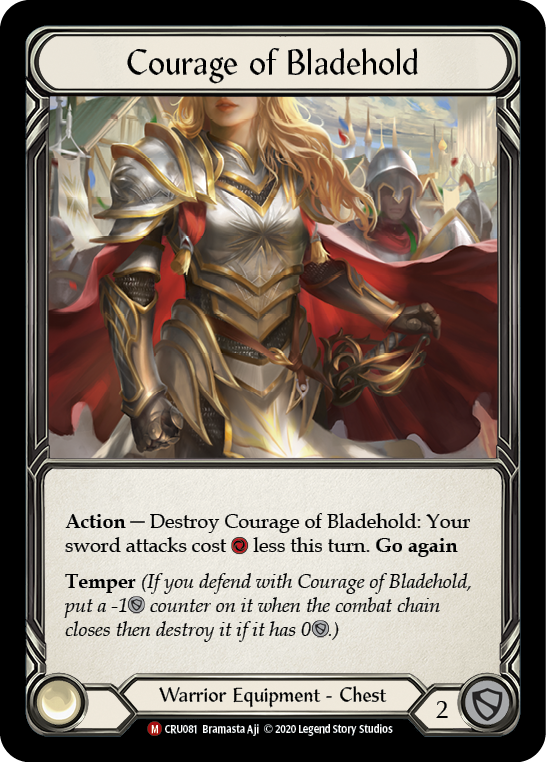 Courage of Bladehold
Action — Destroy Courage of Bladehold: Your
sword attacks cost less this turn. Go again
Temper (If you defend with Courage of Bladehold,
put a -1 counter on it when the combat chain
closes then destroy it if it has 0.)
Warrior Equipment - Chest
2
M CRU081 Bramasta Aji © 2020 Legend Story Studios